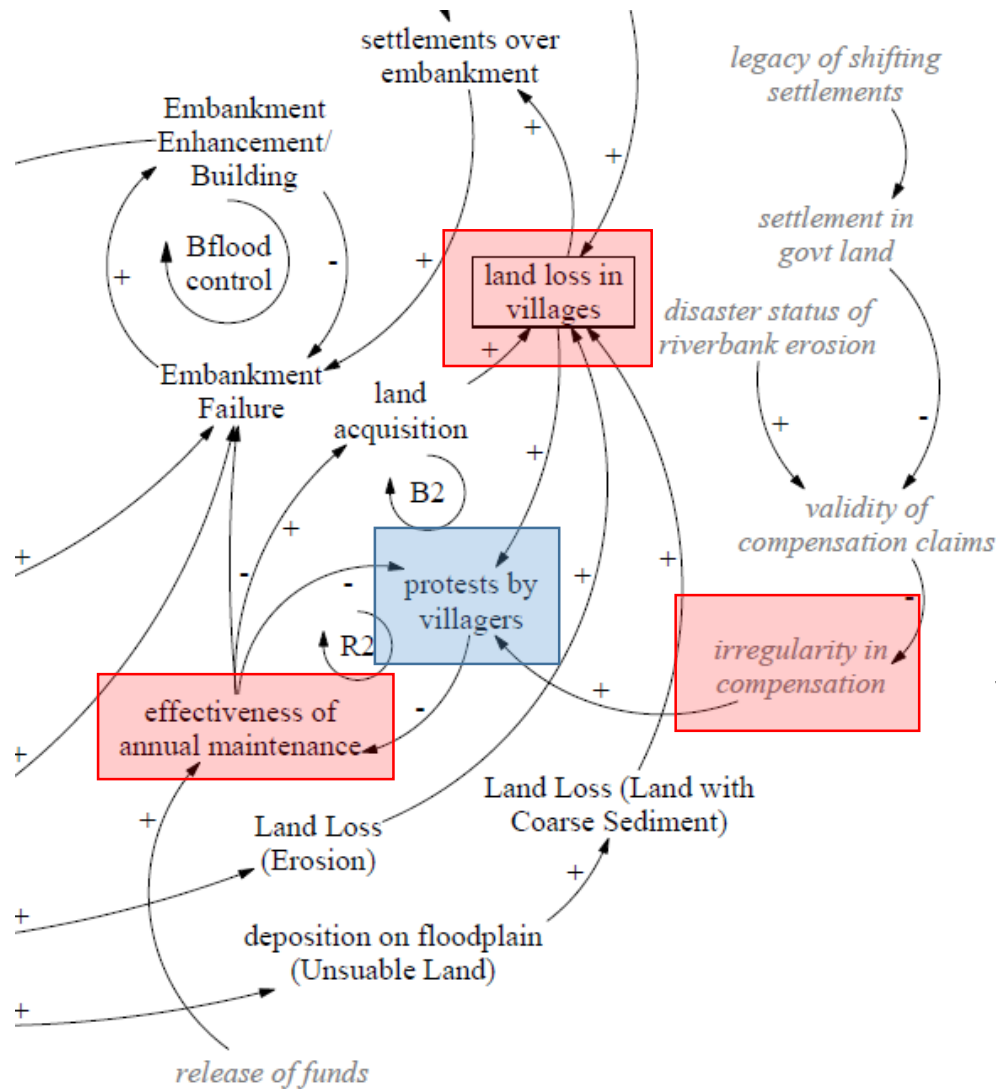 settlements over
embankment
legacy of shifting
settlements
Embankment
Enhancement/
Building
+
+
+
-
+
Bflood
control
settlement in
govt land
land loss in
villages
disaster status of
riverbank erosion
+
Embankment
Failure
land
acquisition
+
-
+
B2
validity of
compensation claims
+
+
-
-
+
+
-
protests by
villagers
R2
irregularity in
compensation
+
-
effectiveness of
annual maintenance
+
+
Land Loss (Land with
Coarse Sediment)
Land Loss
(Erosion)
+
+
deposition on floodplain
(Unsuable Land)
+
release of funds